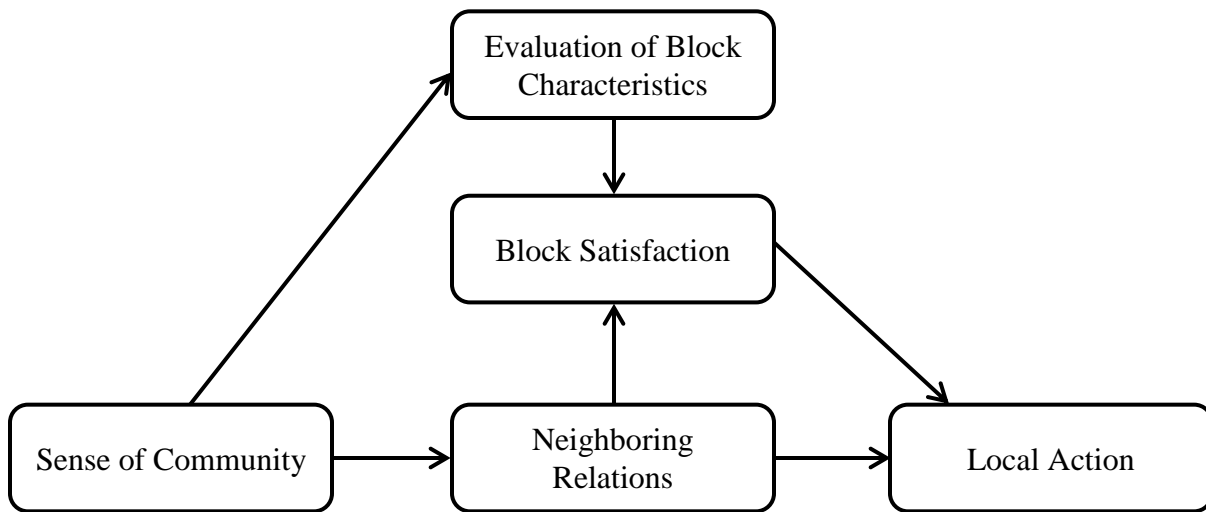 Evaluation of Block
Characteristics
Block Satisfaction
Sense of Community
Neighboring
Relations
Local Action